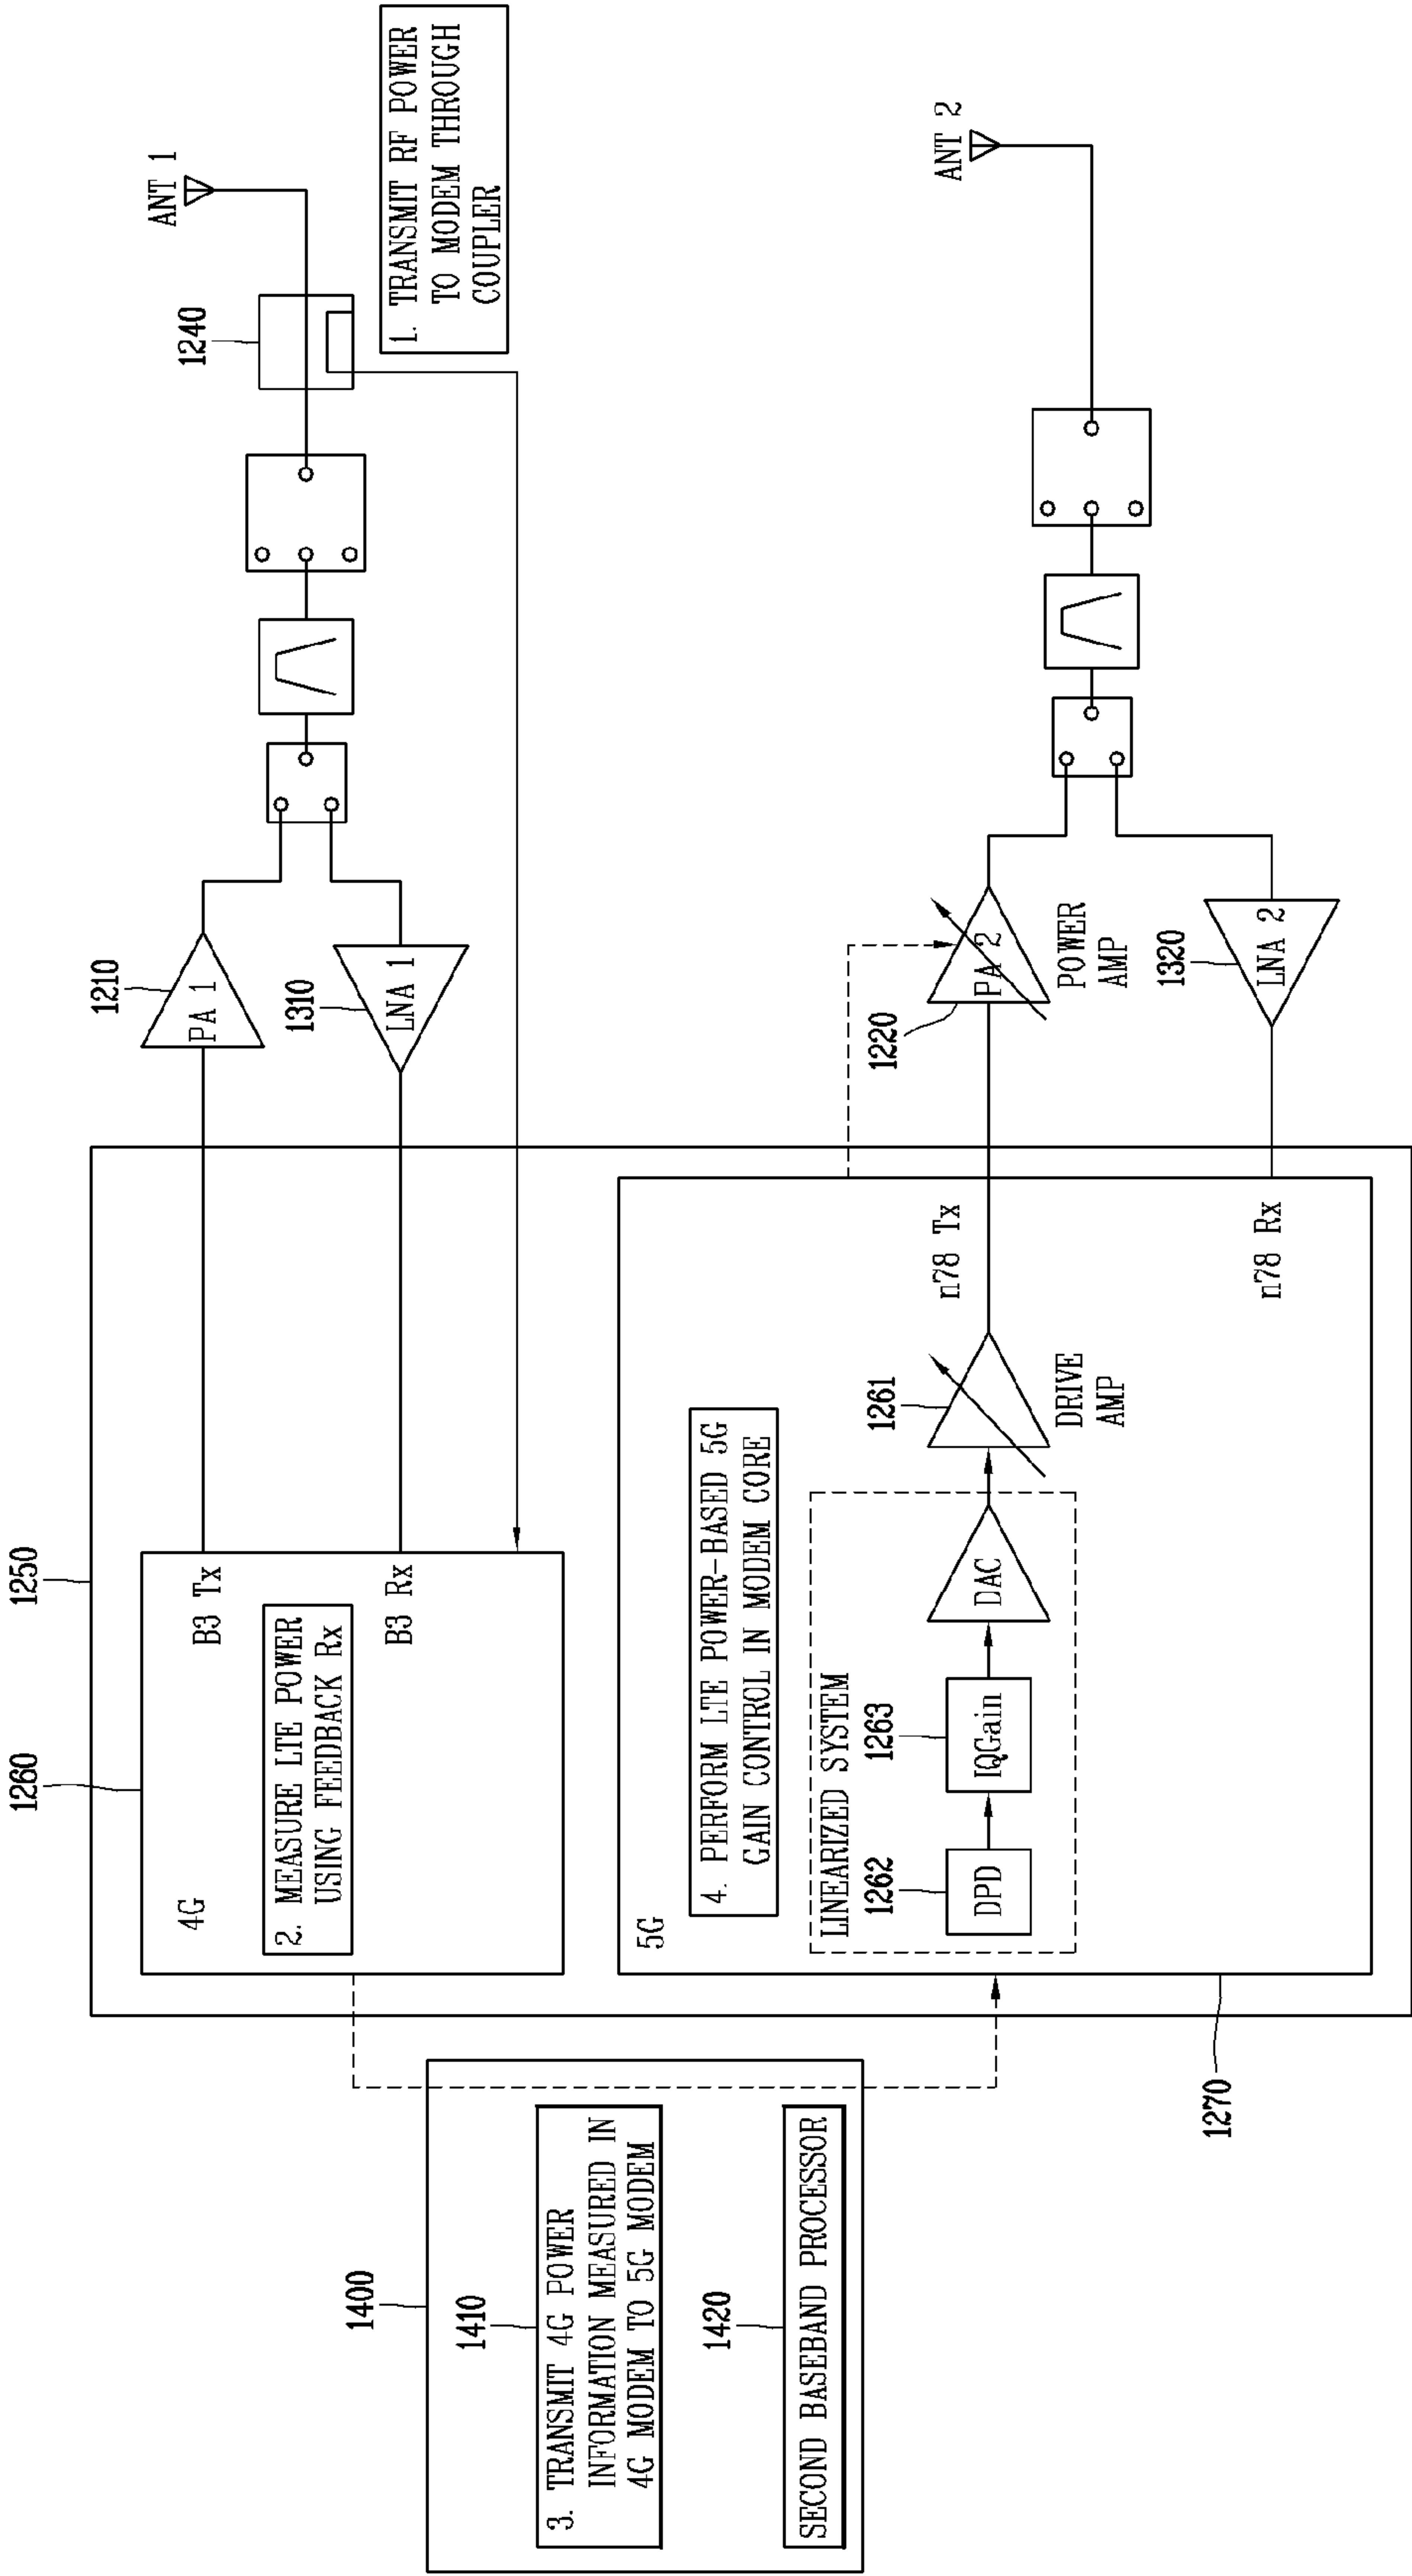 1250
1260
4G
2. MEASURE LTE POWER
USING FEEDBACK Rx
B3 Tx
B3 Rx
1210
PA 1
1310
LNA 1
1240
ANT 1
1. TRANSMIT RF POWER
TO MODEM THROUGH
COUPLER
1400
1410
3. TRANSMIT 4G POWER
INFORMATION MEASURED IN
4G MODEM TO 5G MODEM
1420
SECOND BASEBAND PROCESSOR
5G
4. PERFORM LTE POWER-BASED 5G
GAIN CONTROL IN MODEM CORE
LINEARIZED SYSTEM
1262
DPD
1263
IQGain
DAC
1261
DRIVE
AMP
n78 Tx
n78 Rx
1270
1220
PA 2
POWER
AMP
1320
LNA 2
ANT 2